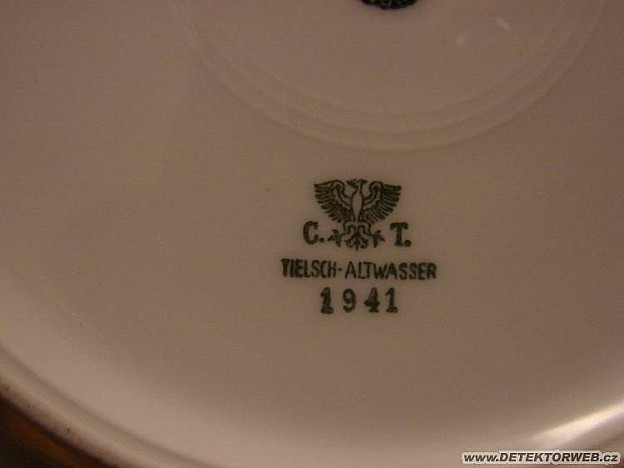 C. T.
TIELSCH-ALTWASSER
1941
www.DETEKTORWEB.cz